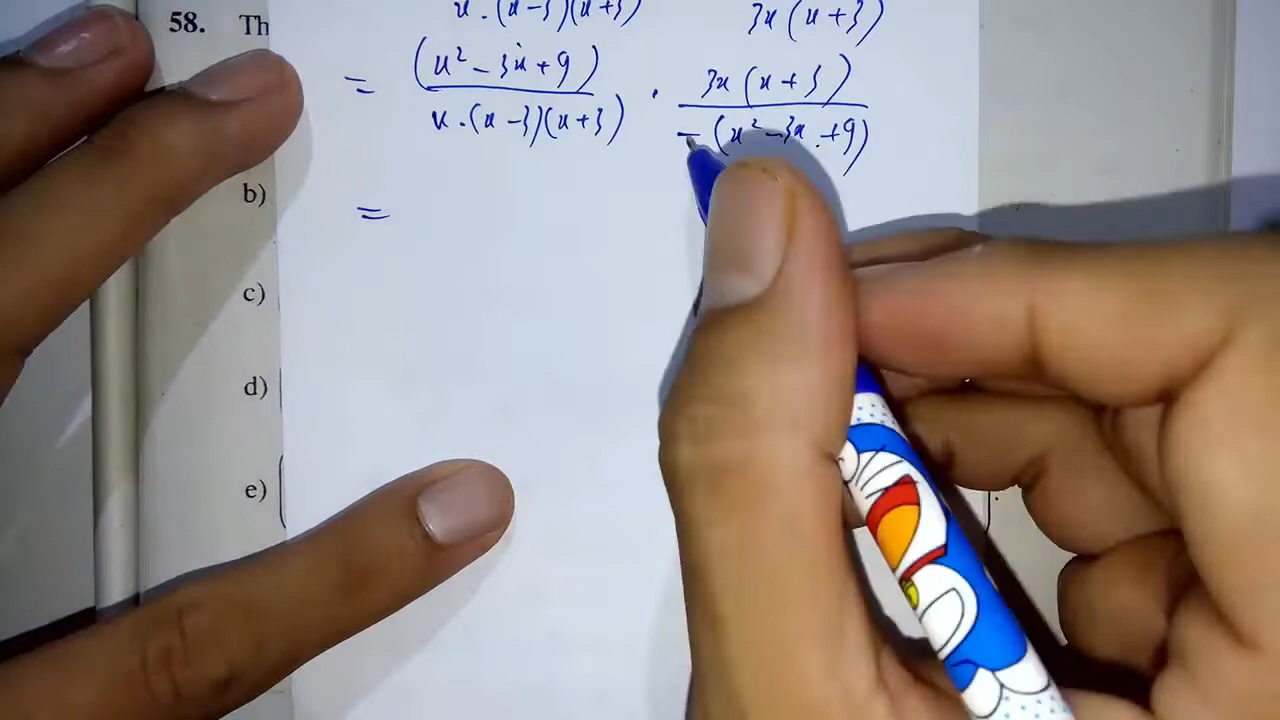 58. Th
x . (x-3)(x+3) 3x(x+3)
= (x² - 3x + 9) / x . (x-3)(x+3) . 3x(x+3) / -(x² - 3x + 9)
b)
=
c)
d)
e)